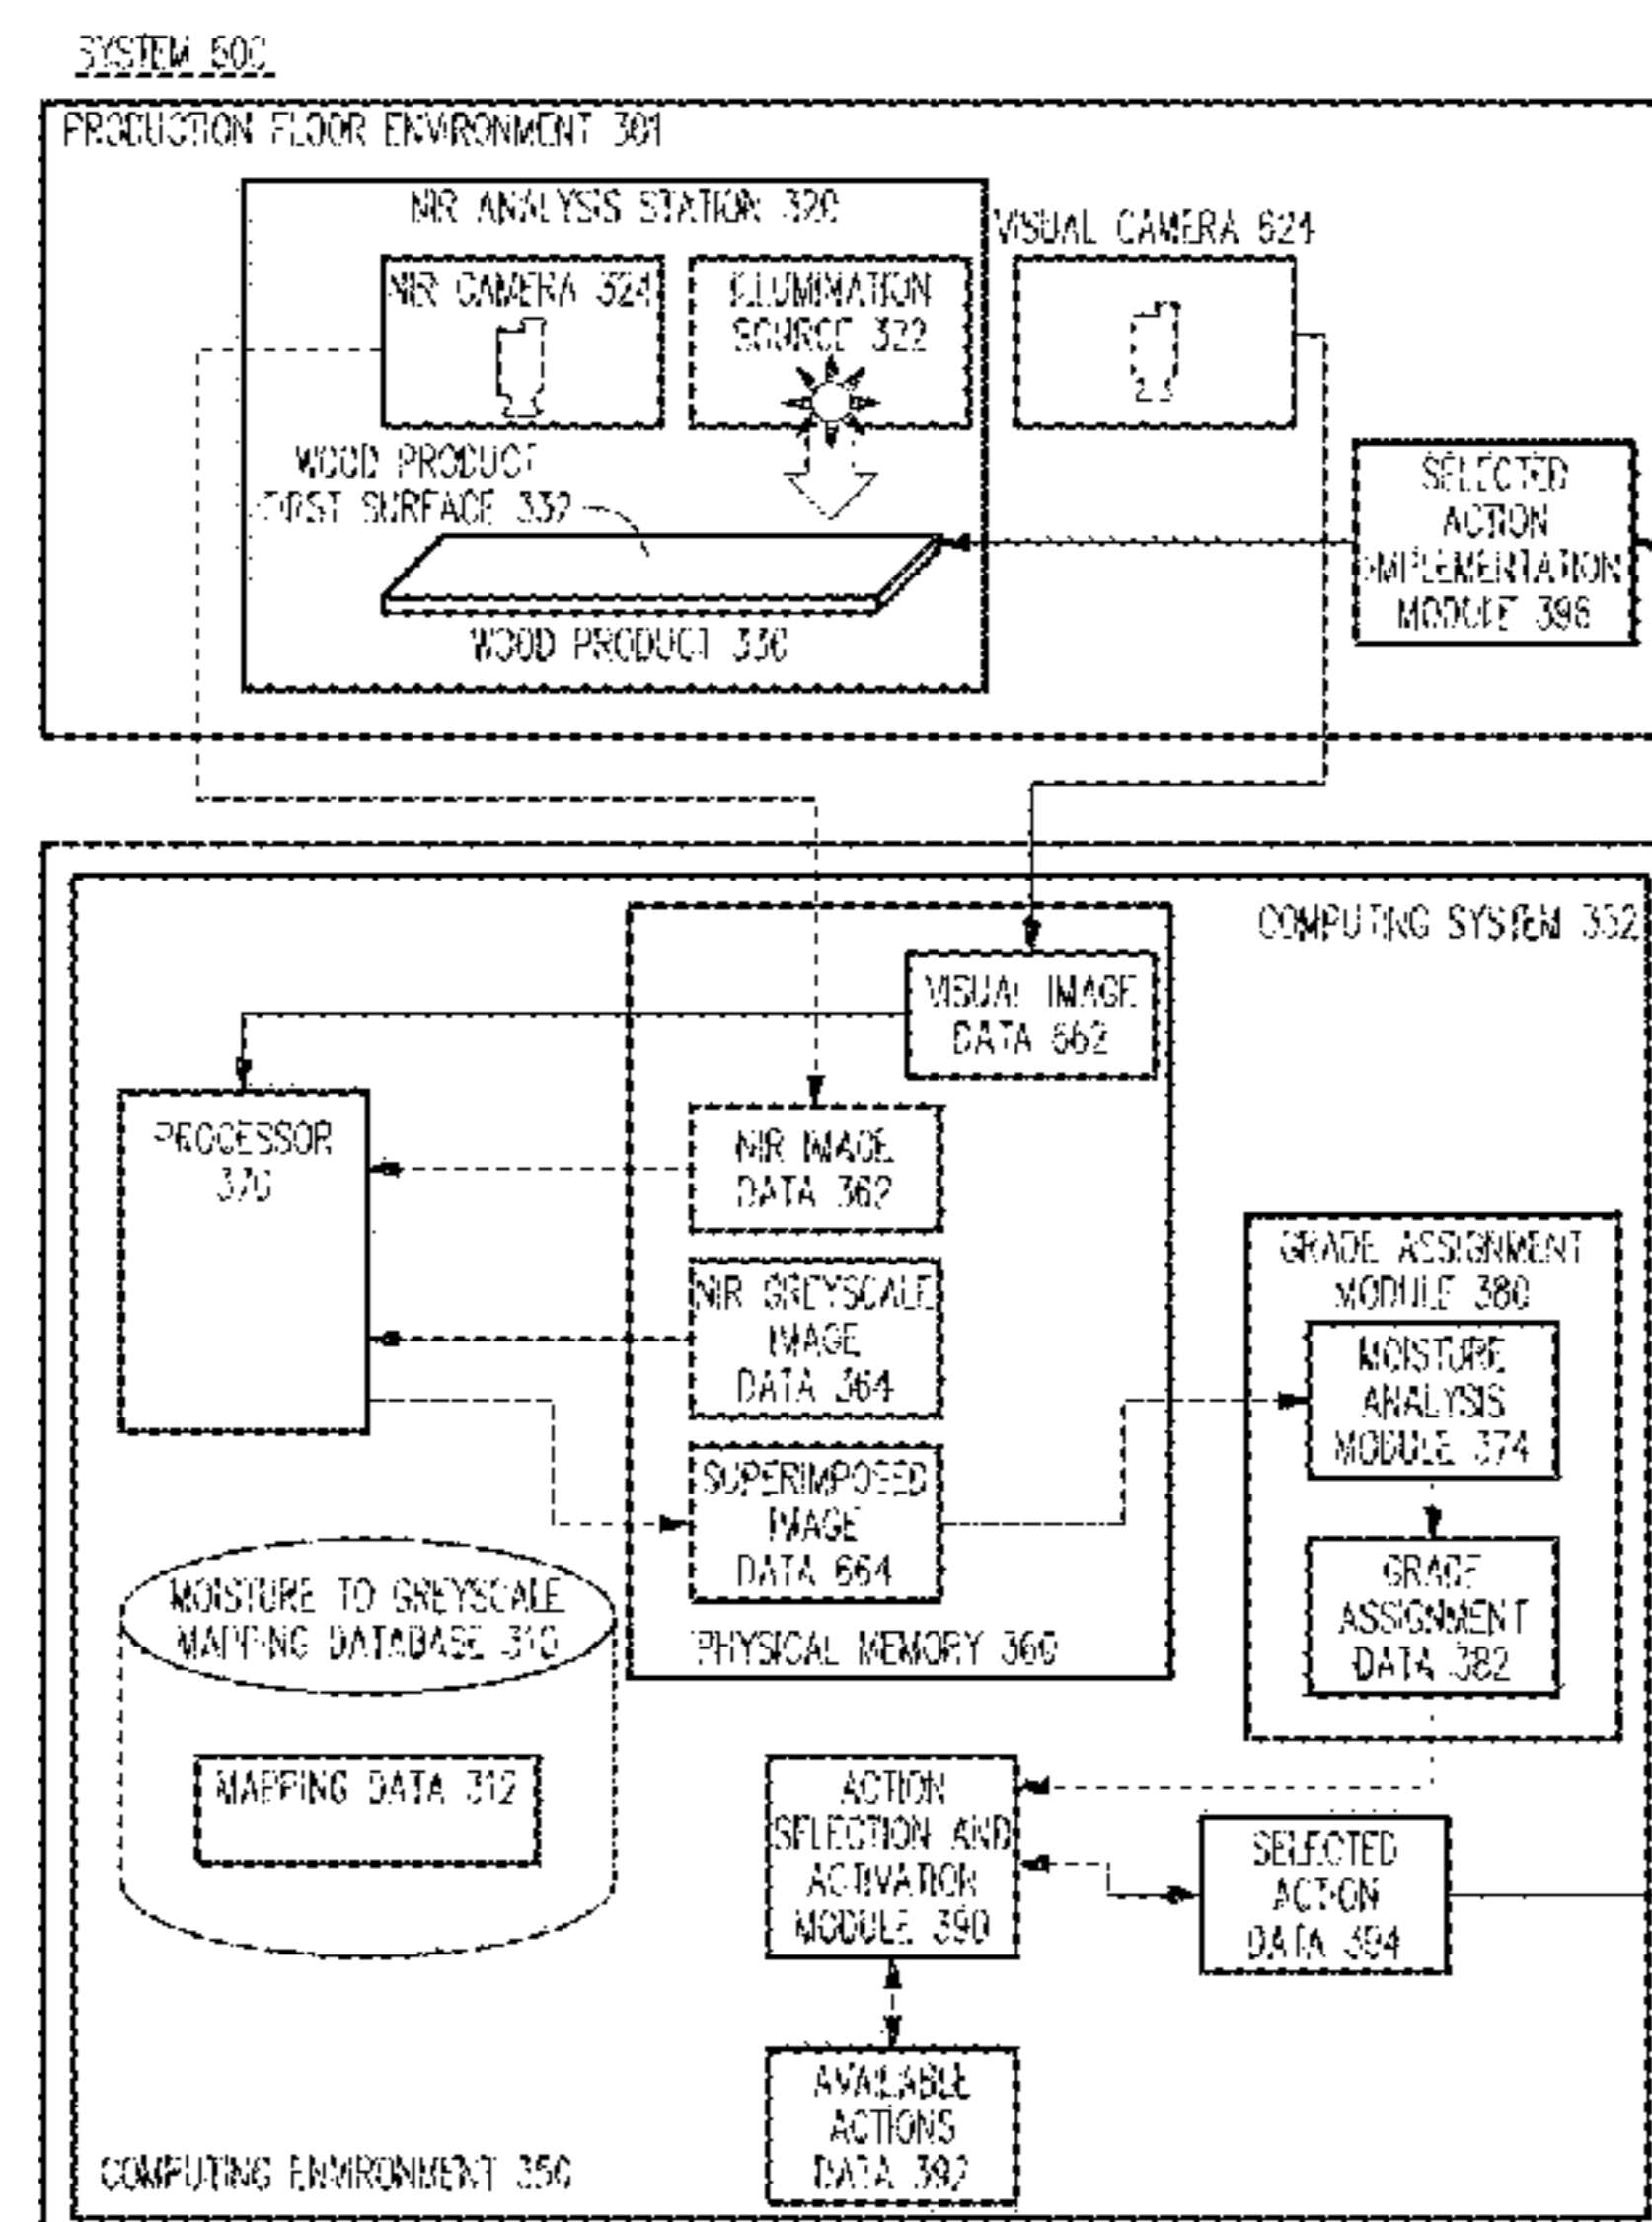 SYSTEM 600
PRODUCTION FLOOR ENVIRONMENT 301
NIR ANALYSIS STATION 320
VISUAL CAMERA 624
NIR CAMERA 324
ILLUMINATION
SOURCE 322
WOOD PRODUCT
FIRST SURFACE 332
WOOD PRODUCT 330
SELECTED
ACTION
IMPLEMENTATION
MODULE 396
COMPUTING SYSTEM 352
VISUAL IMAGE
DATA 662
PROCESSOR
370
NIR IMAGE
DATA 362
NIR GREYSCALE
IMAGE
DATA 364
SUPERIMPOSED
IMAGE
DATA 664
PHYSICAL MEMORY 360
GRADE ASSIGNMENT
MODULE 380
MOISTURE
ANALYSIS
MODULE 374
GRADE
ASSIGNMENT
DATA 382
MOISTURE TO GREYSCALE
MAPPING DATABASE 310
MAPPING DATA 312
ACTION
SELECTION AND
ACTIVATION
MODULE 390
SELECTED
ACTION
DATA 394
AVAILABLE
ACTIONS
DATA 392
COMPUTING ENVIRONMENT 350